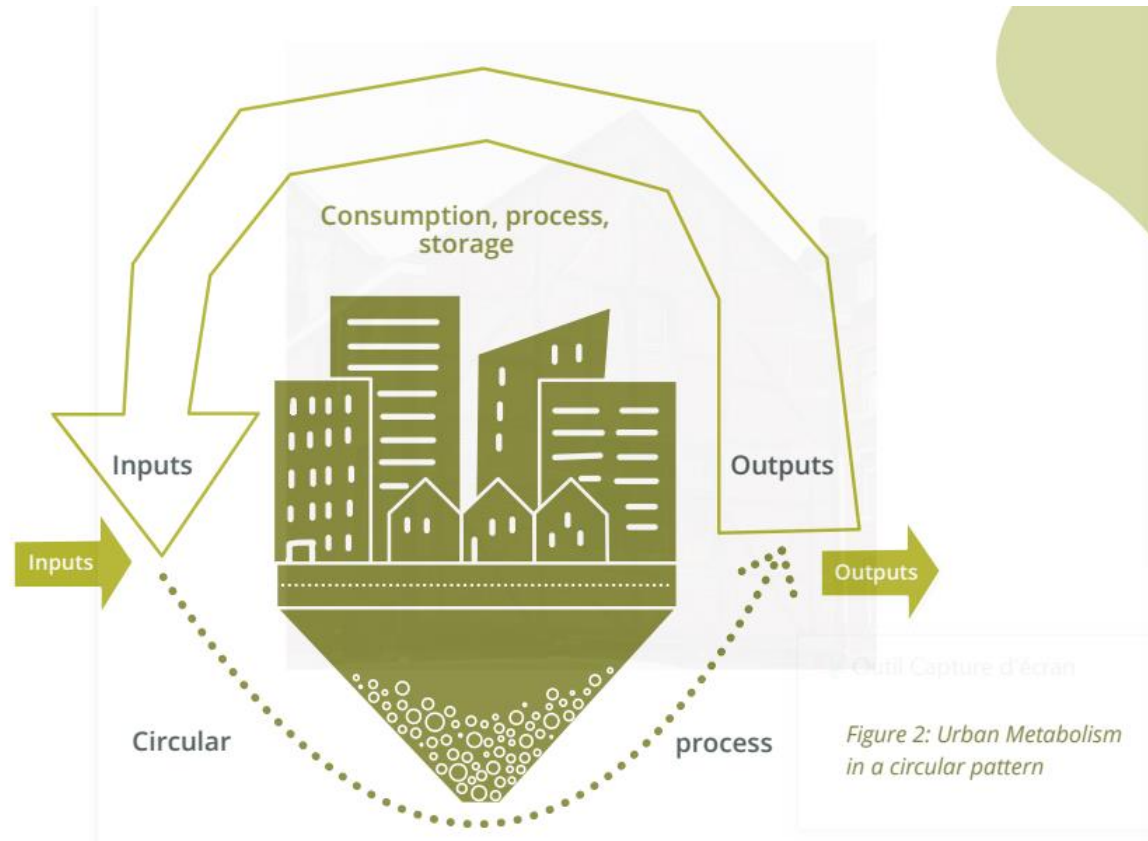 Consumption, process,
storage
Inputs
Outputs
Inputs
Outputs
Outil Capture d'écran
Circular
process
Figure 2: Urban Metabolism
in a circular pattern